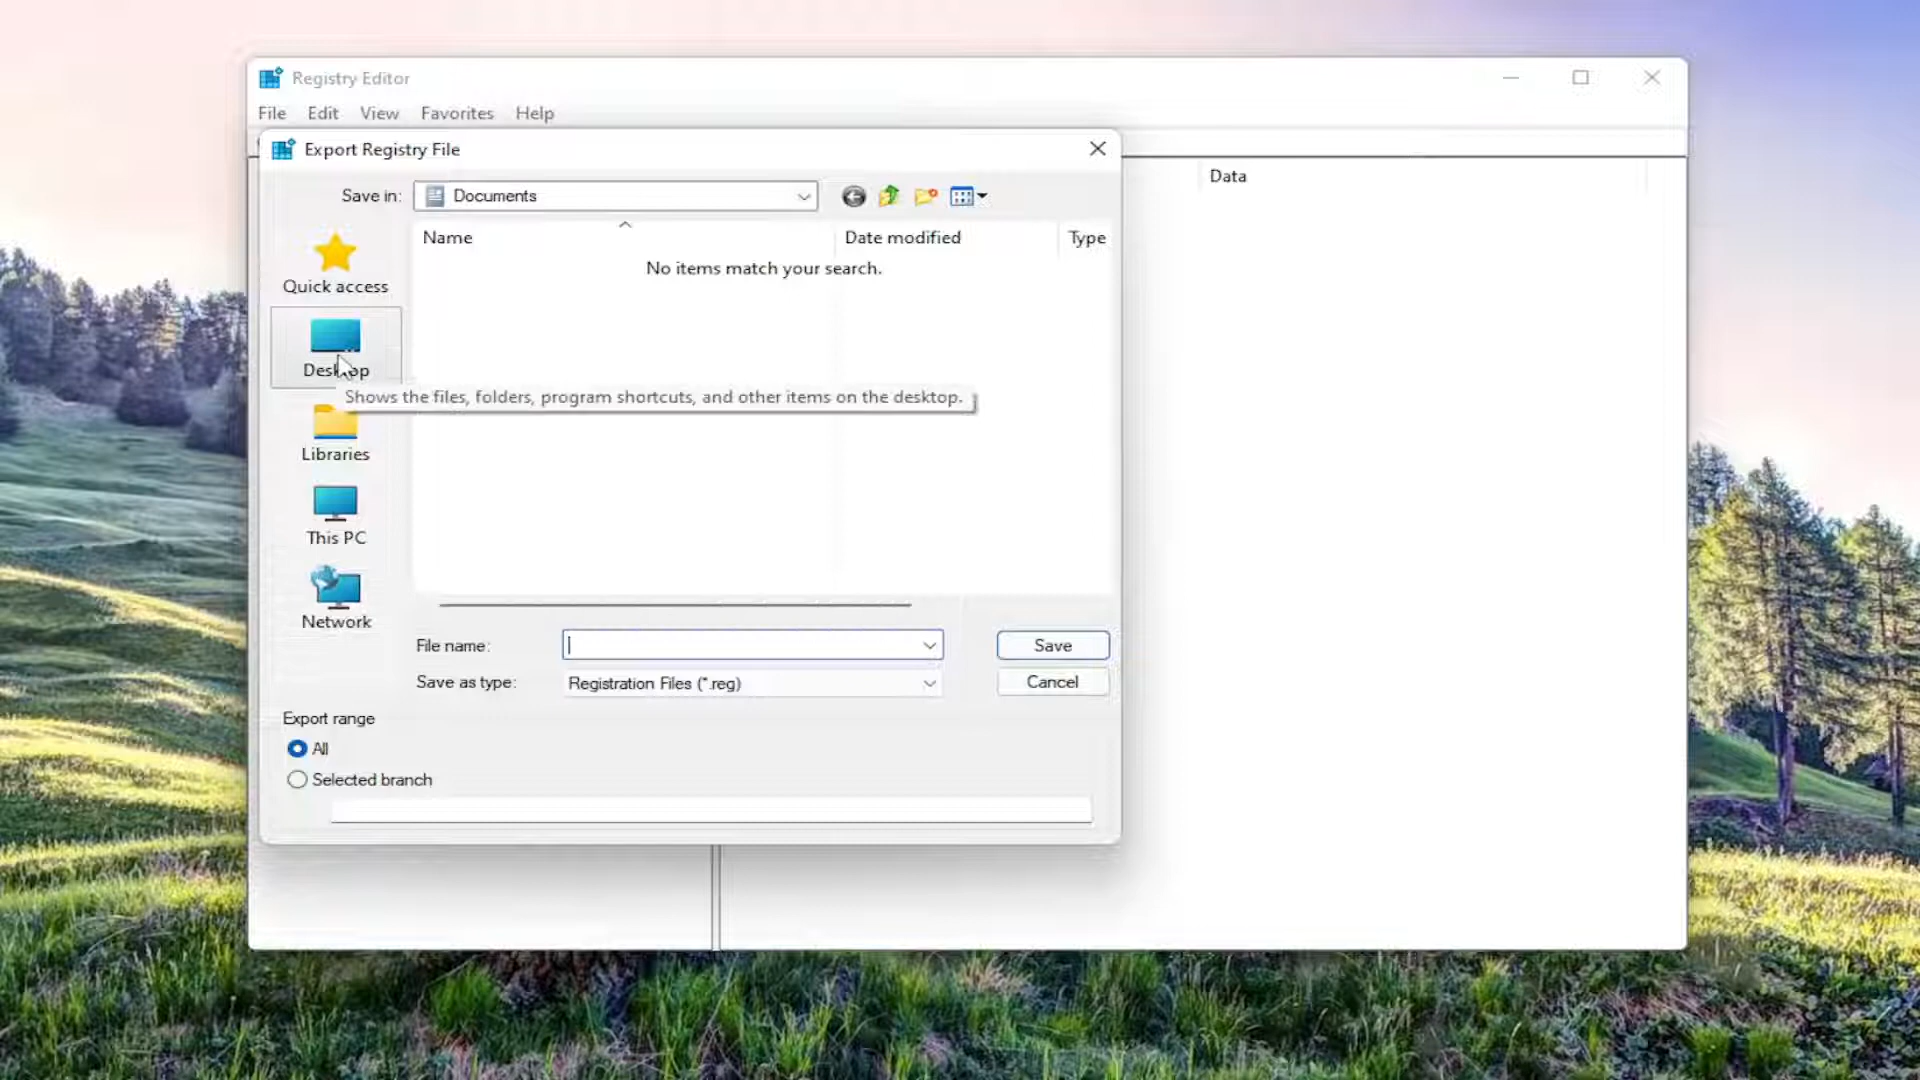 Registry Editor
File Edit View Favorites Help
Export Registry File
Data
Save in: Documents
Name Date modified Type
No items match your search.
Quick access
Desktop
Shows the files, folders, program shortcuts, and other items on the desktop.
Libraries
This PC
Network
File name: Save
Save as type: Registration Files (*.reg) Cancel
Export range
All
Selected branch